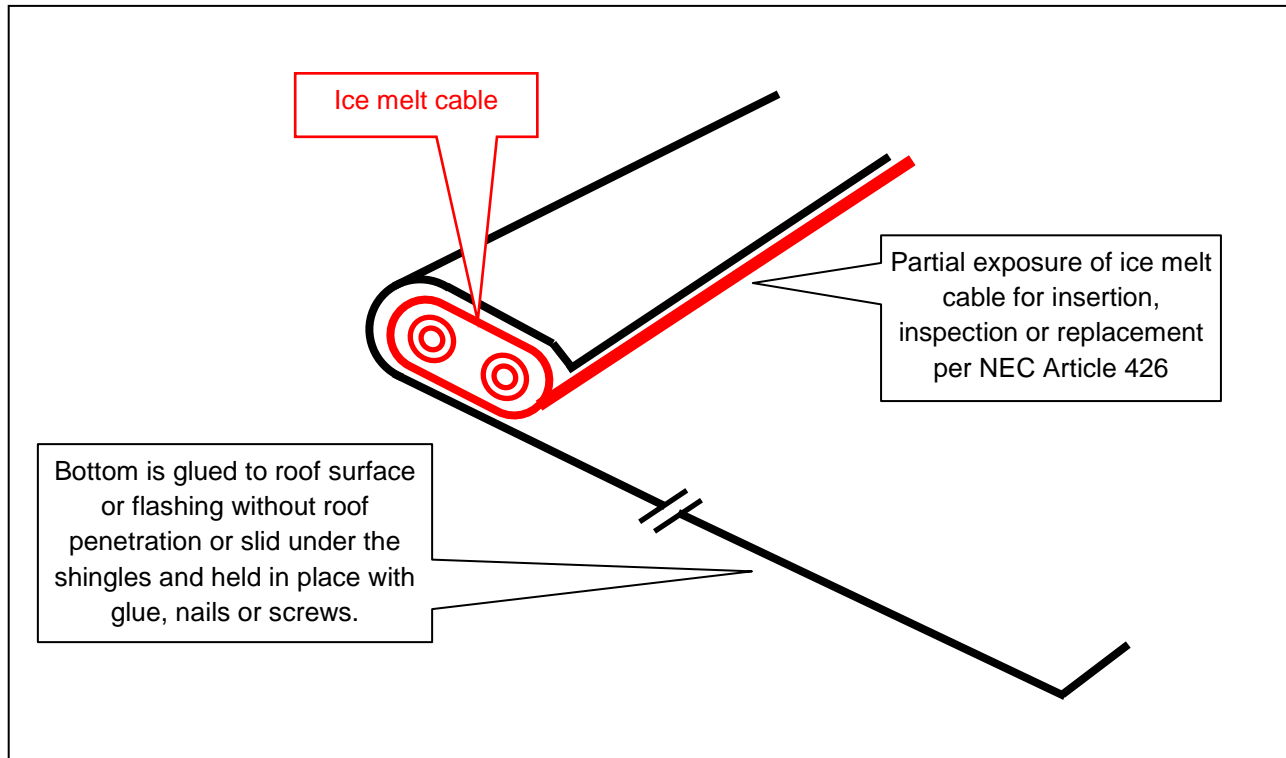 Ice melt cable
Partial exposure of ice melt
cable for insertion,
inspection or replacement
per NEC Article 426
Bottom is glued to roof surface
or flashing without roof
penetration or slid under the
shingles and held in place with
glue, nails or screws.